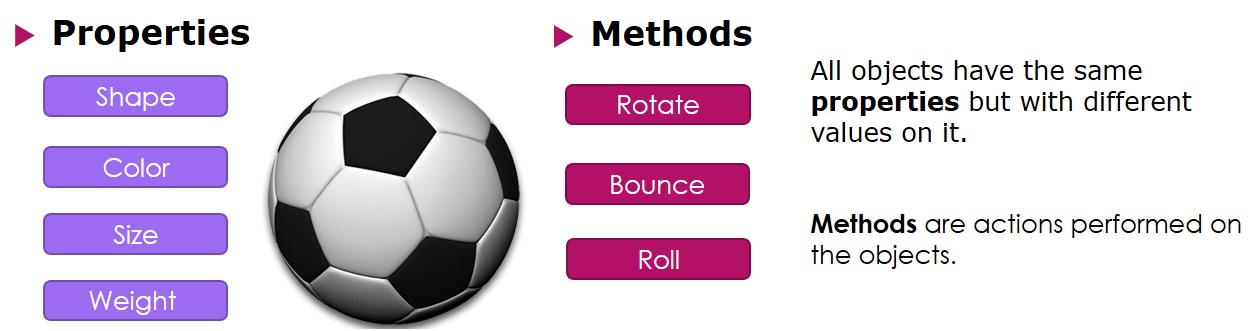 Properties
Shape
Color
Size
Weight
Methods
Rotate
Bounce
Roll
All objects have the same
properties but with different
values on it.
Methods are actions performed on
the objects.